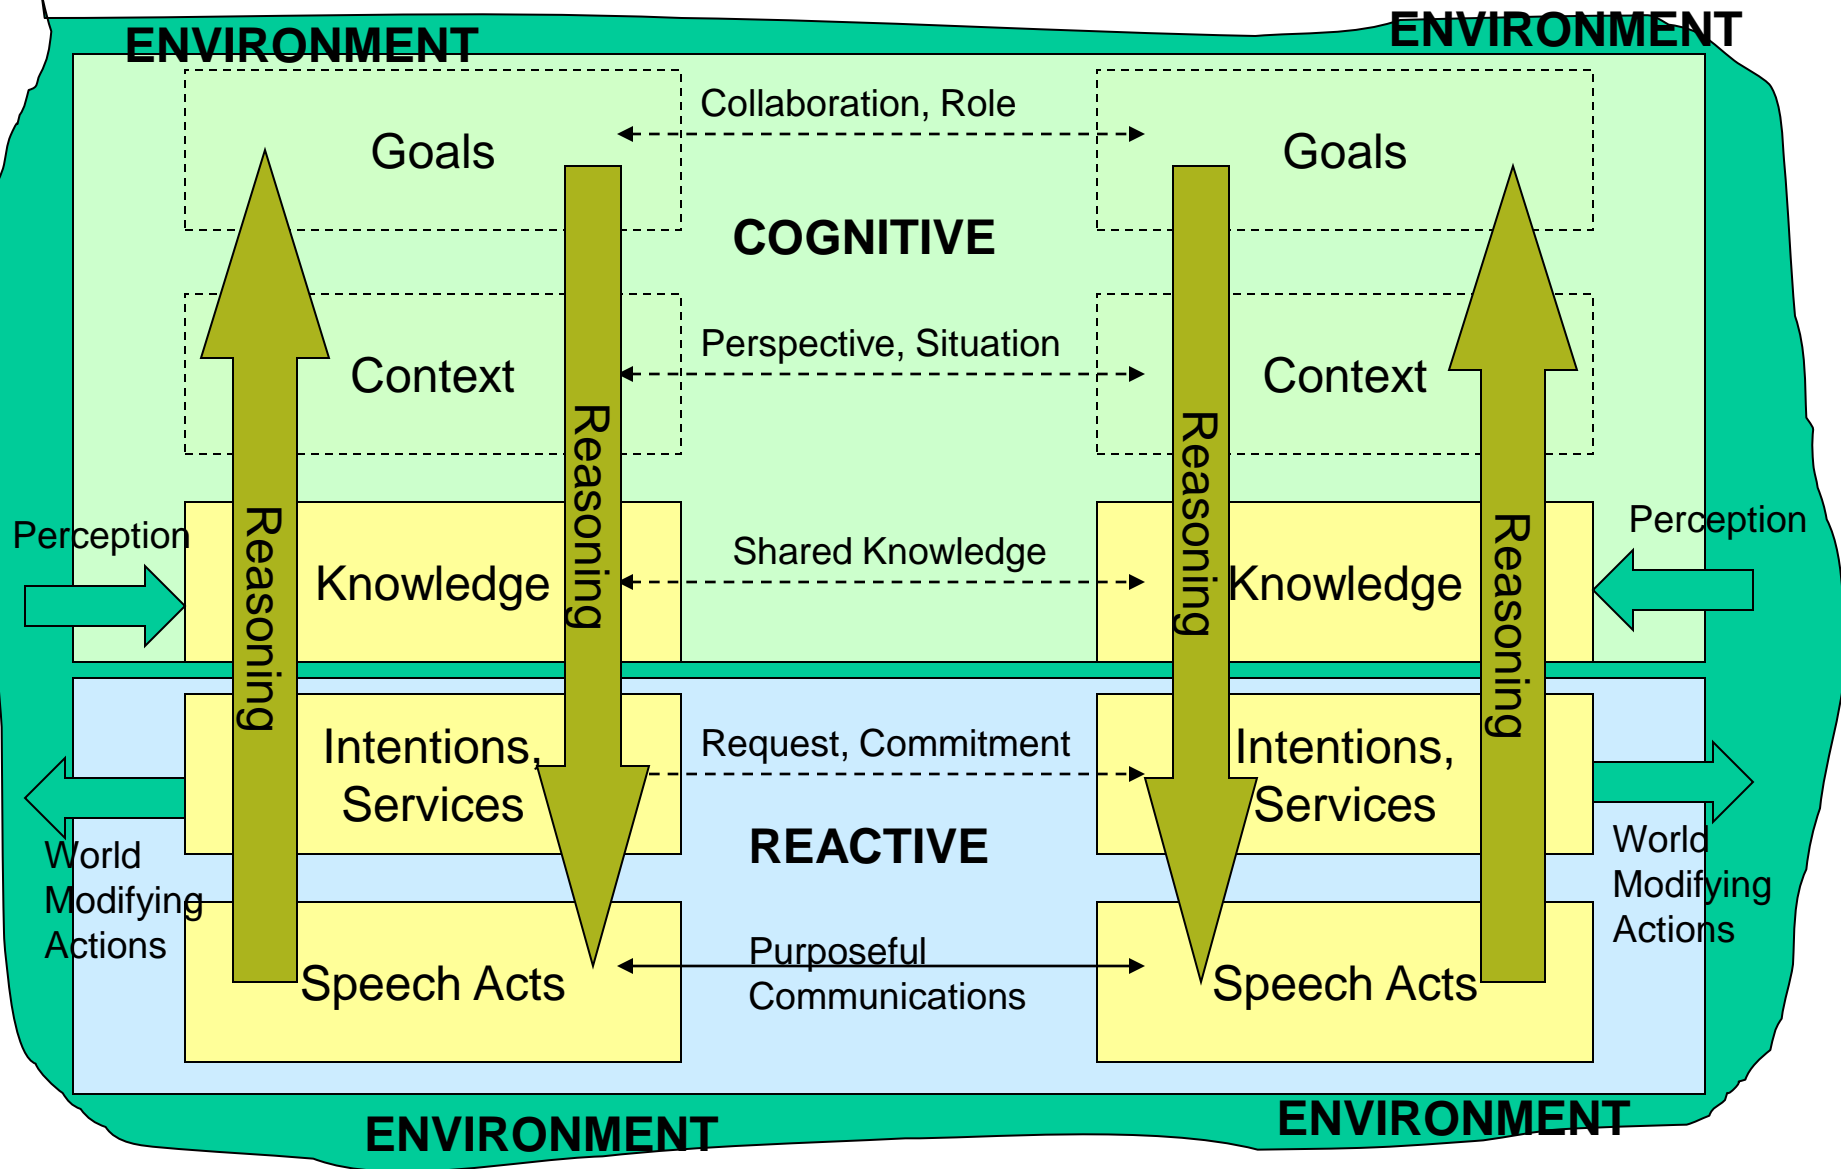 ENVIRONMENT
ENVIRONMENT
Collaboration, Role
Goals
Goals
COGNITIVE
Perspective, Situation
Context
Context
Reasoning
Reasoning
Reasoning
Reasoning
Perception
Perception
Shared Knowledge
Knowledge
Knowledge
Request, Commitment
Intentions,
Services
Intentions,
Services
REACTIVE
World
Modifying
Actions
World
Modifying
Actions
Purposeful
Communications
Speech Acts
Speech Acts
ENVIRONMENT
ENVIRONMENT